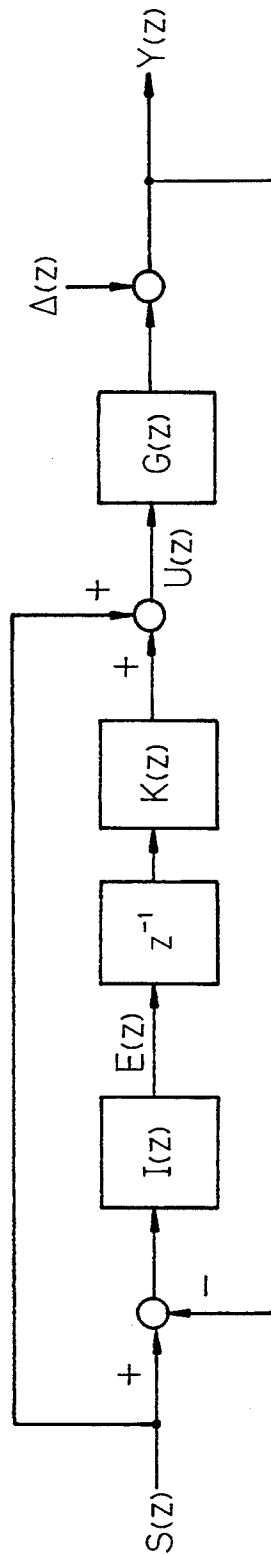 S(z)
+
-
I(z)
E(z)
z⁻¹
K(z)
+
+
U(z)
G(z)
Δ(z)
Y(z)